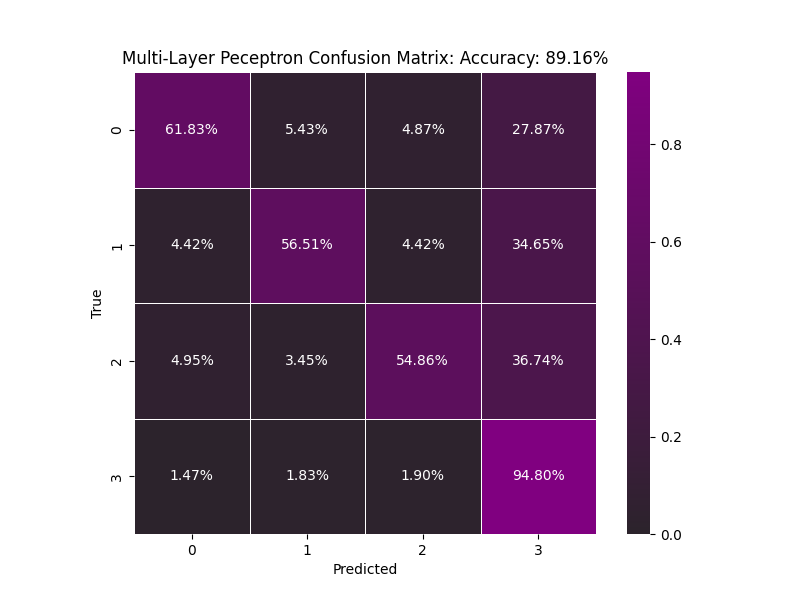 Multi-Layer Peceptron Confusion Matrix: Accuracy: 89.16%
0 61.83% 5.43% 4.87% 27.87%
1 4.42% 56.51% 4.42% 34.65%
2 4.95% 3.45% 54.86% 36.74%
3 1.47% 1.83% 1.90% 94.80%
True
0 1 2 3
Predicted
0.8
0.6
0.4
0.2
0.0